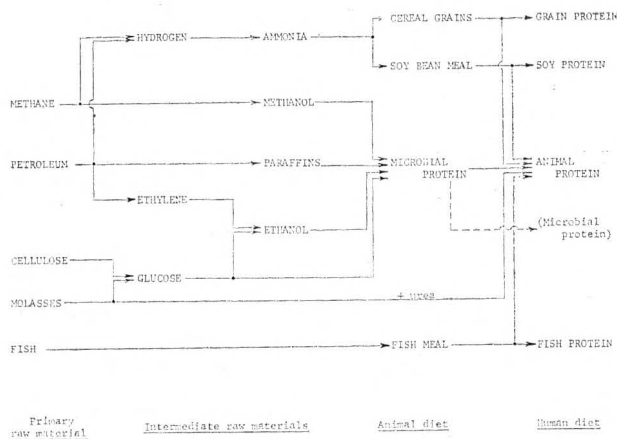 HYDROGEN AMMONIA CEREAL GRAINS GRAIN PROTEIN
SOY BEAN MEAL SOY PROTEIN
METHANE METHANOL
PETROLEUM PARAFFINS MICROBIAL ANIMAL
PROTEIN PROTEIN
ETHYLENE
(Microbial
ETHANOL protein)
CELLULOSE
GLUCOSE
MOLASSES + urea
FISH FISH MEAL FISH PROTEIN
Primary
raw material Intermediate raw materials Animal diet Human diet